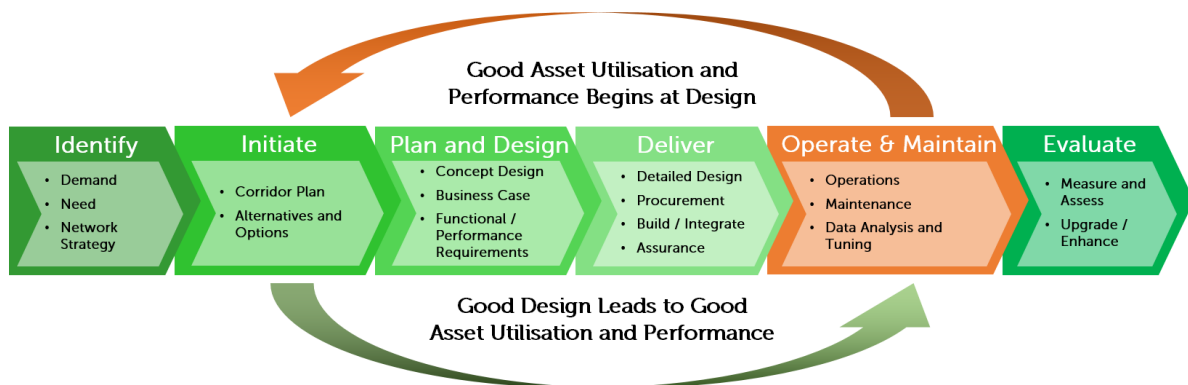 Good Asset Utilisation and
Performance Begins at Design
Identify
• Demand
• Need
• Network
Strategy
Initiate
• Corridor Plan
• Alternatives and
Options
Plan and Design
• Concept Design
• Business Case
• Functional /
Performance
Requirements
Deliver
• Detailed Design
• Procurement
• Build / Integrate
• Assurance
Operate & Maintain
• Operations
• Maintenance
• Data Analysis and
Tuning
Evaluate
• Measure and
Assess
• Upgrade /
Enhance
Good Design Leads to Good
Asset Utilisation and Performance